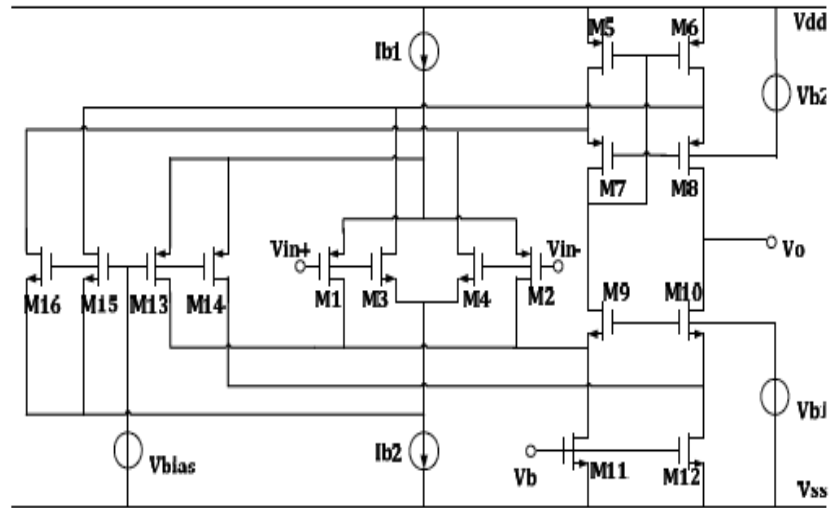 M5 M6 Vdd
Ib1
Vb2
M7 M8
Vin+ Vin- Vo
M16 M15 M13 M14 M1 M3 M4 M2 M9 M10
Vb1
Vbias Ib2 Vb M11 M12
Vss